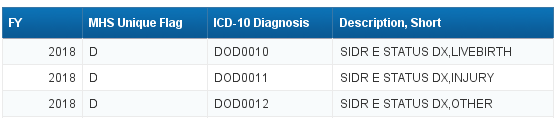 FY MHS Unique Flag ICD-10 Diagnosis Description, Short
2018 D DOD0010 SIDR E STATUS DX,LIVEBIRTH
2018 D DOD0011 SIDR E STATUS DX,INJURY
2018 D DOD0012 SIDR E STATUS DX,OTHER